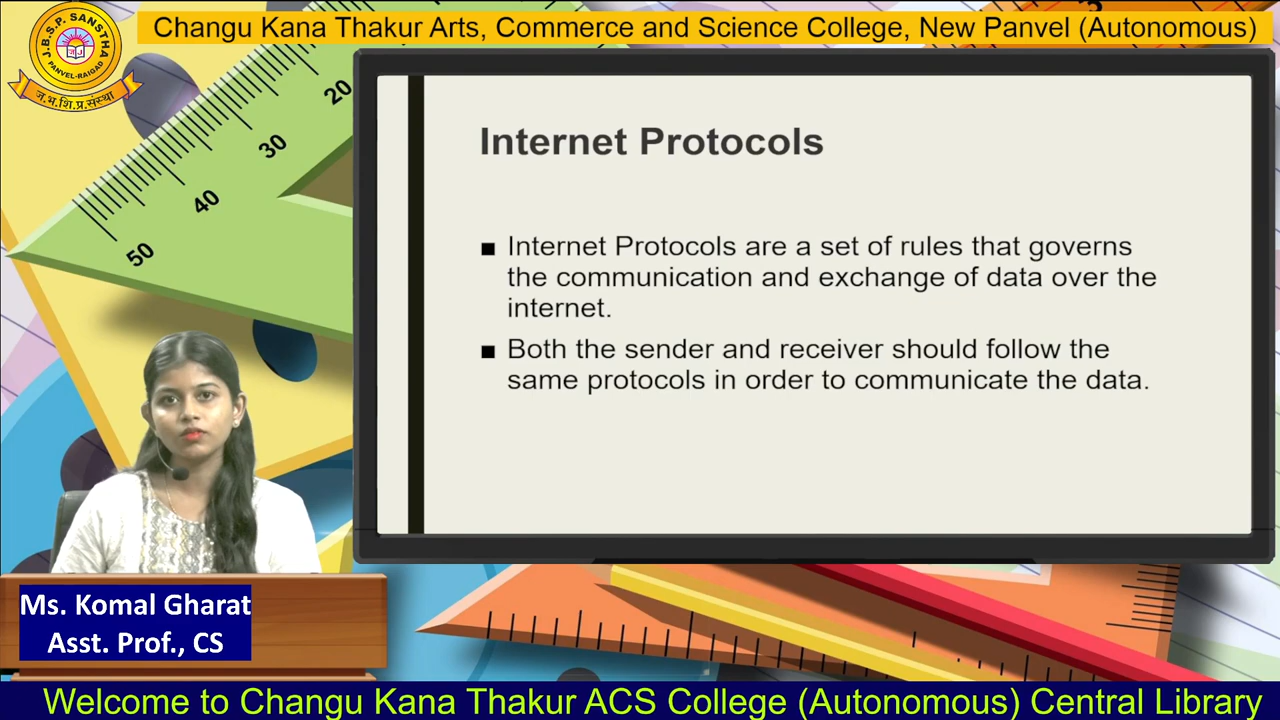 Changu Kana Thakur Arts, Commerce and Science College, New Panvel (Autonomous)
J.B.S.P. SANSTHA
PANVEL-RAIGAD
ज.भ.शि.प्र.संस्था
20
30
40
50
Internet Protocols
■ Internet Protocols are a set of rules that governs
the communication and exchange of data over the
internet.
■ Both the sender and receiver should follow the
same protocols in order to communicate the data.
Ms. Komal Gharat
Asst. Prof., CS
Welcome to Changu Kana Thakur ACS College (Autonomous) Central Library